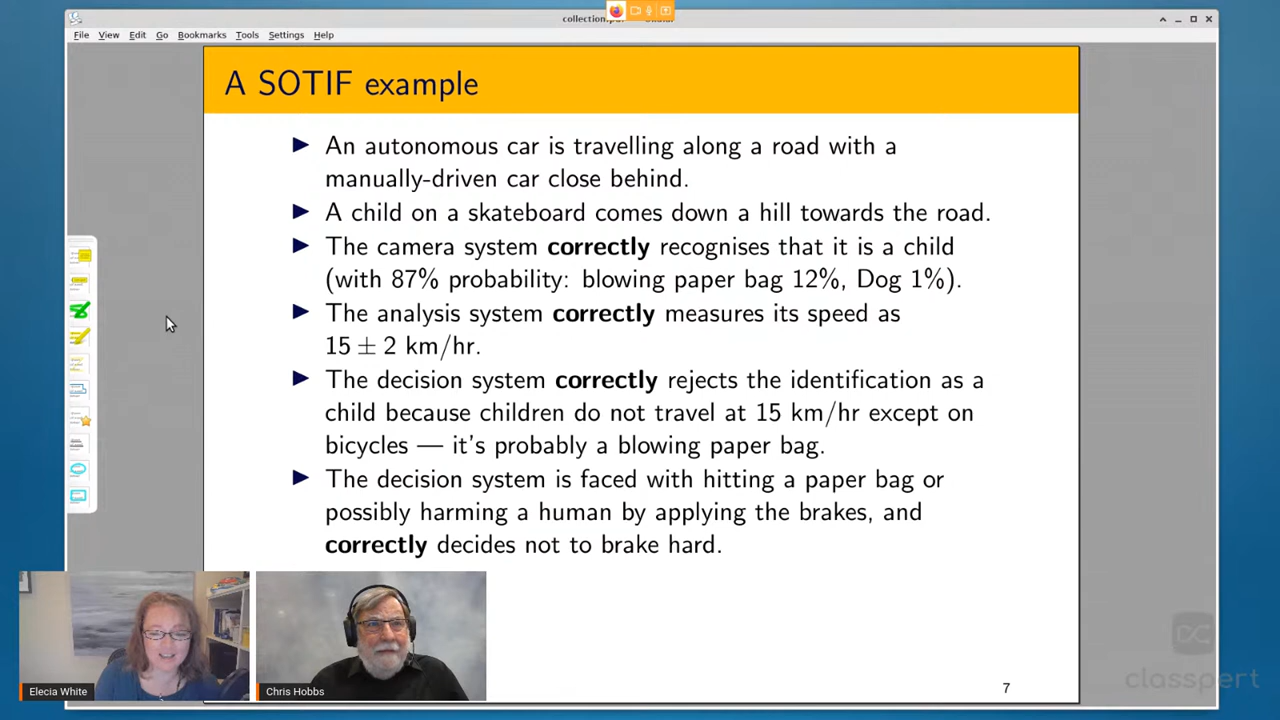 File View Edit Go Bookmarks Tools Settings Help
A SOTIF example
An autonomous car is travelling along a road with a
manually-driven car close behind.
A child on a skateboard comes down a hill towards the road.
The camera system correctly recognises that it is a child
(with 87% probability: blowing paper bag 12%, Dog 1%).
The analysis system correctly measures its speed as
15 ± 2 km/hr.
The decision system correctly rejects the identification as a
child because children do not travel at 15 km/hr except on
bicycles — it's probably a blowing paper bag.
The decision system is faced with hitting a paper bag or
possibly harming a human by applying the brakes, and
correctly decides not to brake hard.
Elecia White
Chris Hobbs
7
classpert